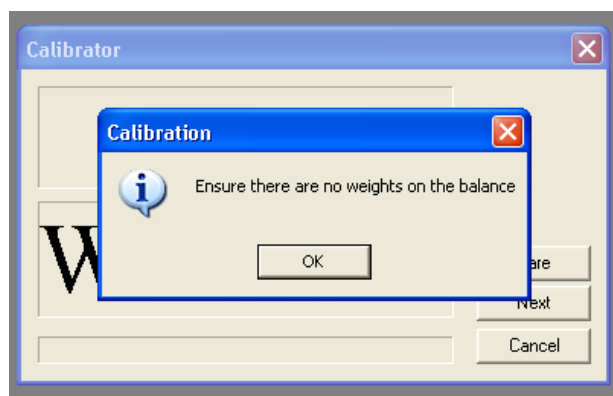 Calibrator
Calibration
Ensure there are no weights on the balance
OK
Next
Cancel